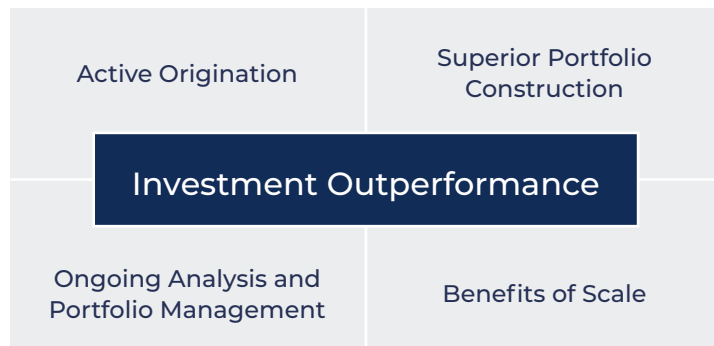 Active Origination
Superior Portfolio
Construction
Investment Outperformance
Ongoing Analysis and
Portfolio Management
Benefits of Scale